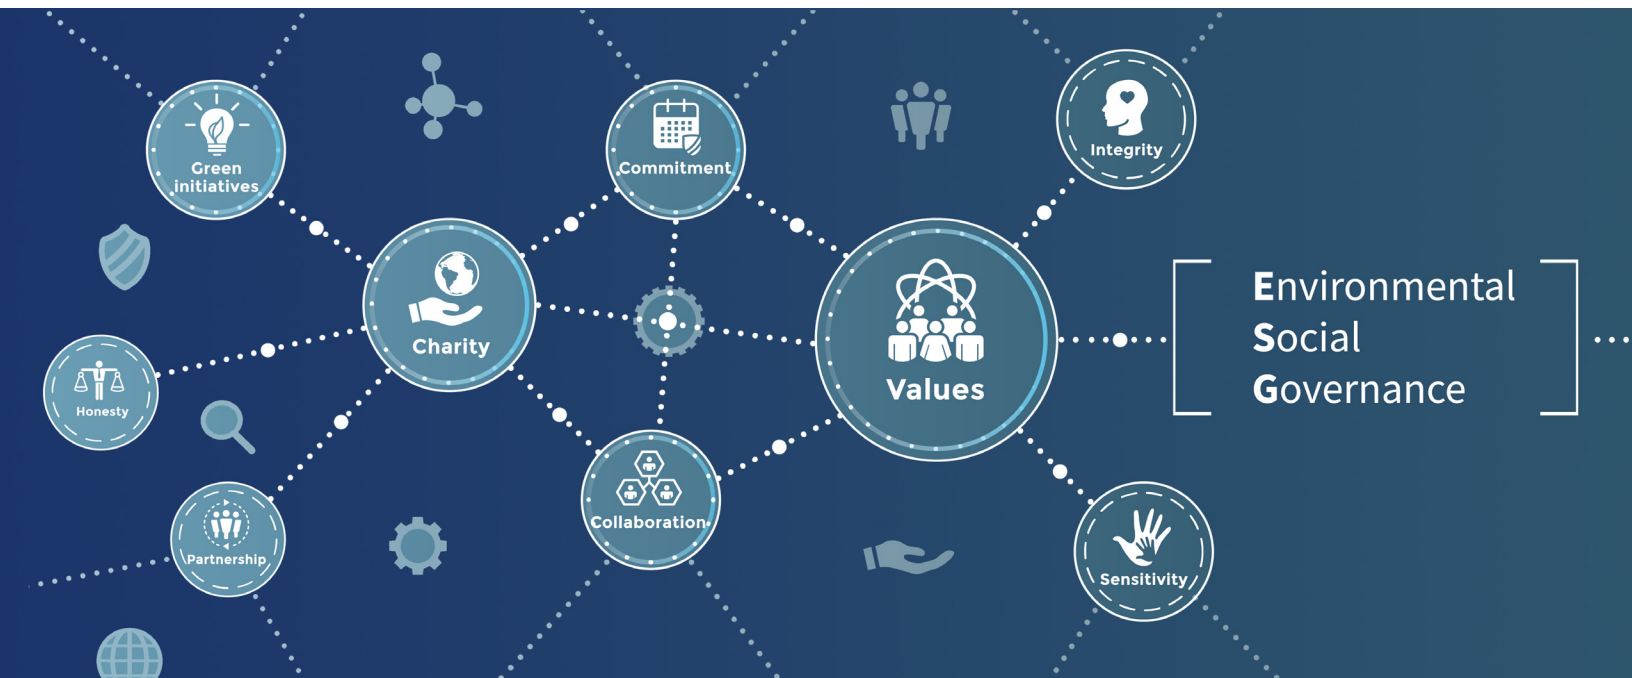 Green
initiatives
Commitment
Integrity
Charity
Values
Environmental
Social
Governance
Honesty
Collaboration
Partnership
Sensitivity